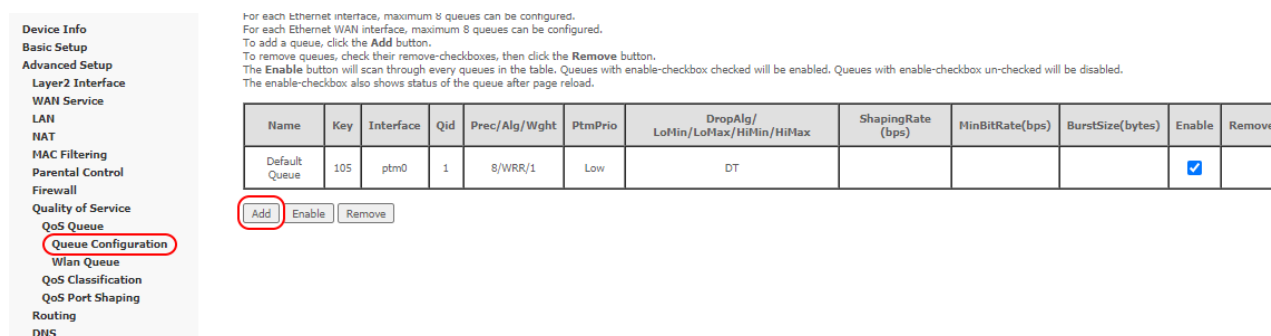 Device Info
Basic Setup
Advanced Setup
Layer2 Interface
WAN Service
LAN
NAT
MAC Filtering
Parental Control
Firewall
Quality of Service
QoS Queue
Queue Configuration
Wlan Queue
QoS Classification
QoS Port Shaping
Routing
DNS
For each Ethernet interface, maximum 8 queues can be configured.
For each Ethernet WAN interface, maximum 8 queues can be configured.
To add a queue, click the Add button.
To remove queues, check their remove-checkboxes, then click the Remove button.
The Enable button will scan through every queues in the table. Queues with enable-checkbox checked will be enabled. Queues with enable-checkbox un-checked will be disabled.
The enable-checkbox also shows status of the queue after page reload.
Name Key Interface Qid Prec/Alg/Wght PtmPrio DropAlg/ LoMin/LoMax/HiMin/HiMax ShapingRate (bps) MinBitRate(bps) BurstSize(bytes) Enable Remove
Default Queue 105 ptm0 1 8/WRR/1 Low DT
Add Enable Remove